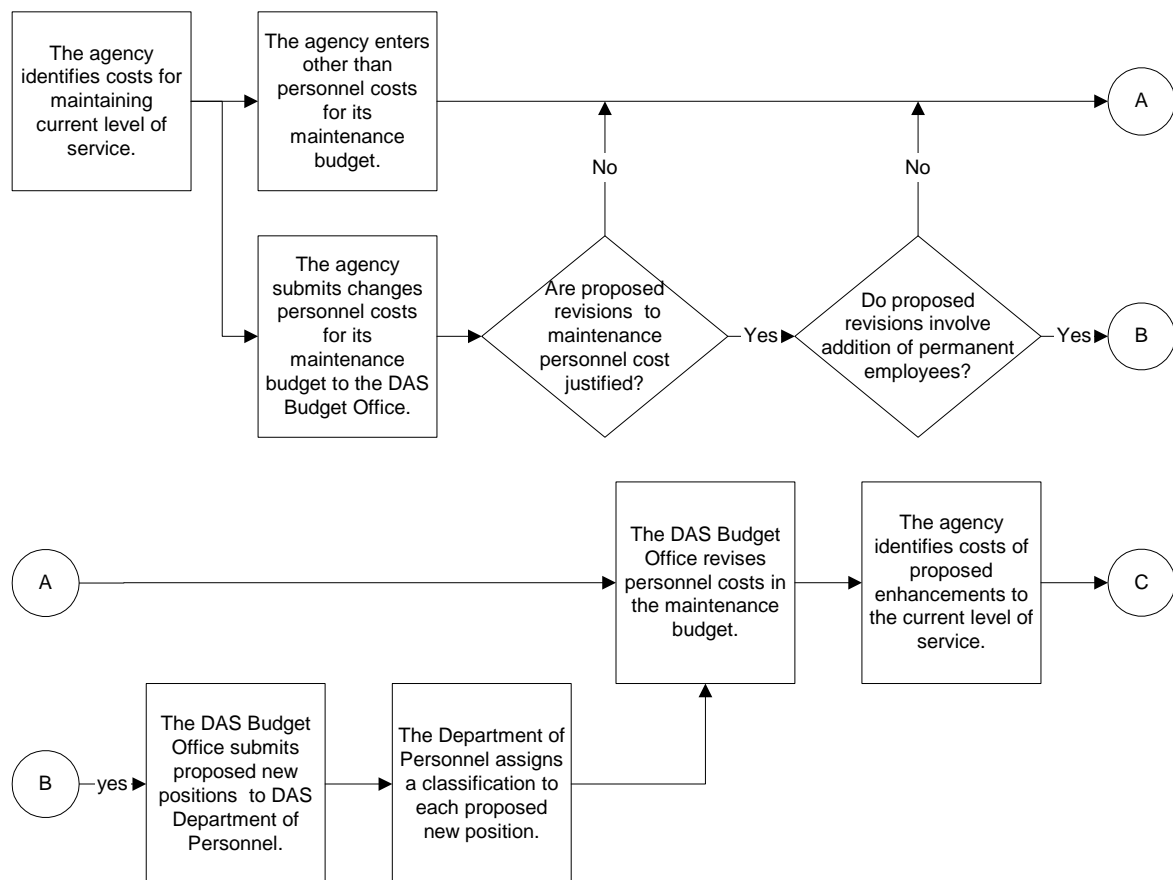 The agency
identifies costs for
maintaining
current level of
service.
The agency enters
other than
personnel costs
for its
maintenance
budget.
A
No
No
The agency
submits changes
personnel costs
for its
maintenance
budget to the DAS
Budget Office.
Are proposed
revisions to
maintenance
personnel cost
justified?
Yes
Do proposed
revisions involve
addition of permanent
employees?
Yes
B
A
The DAS Budget
Office revises
personnel costs in
the maintenance
budget.
The agency
identifies costs of
proposed
enhancements to
the current level of
service.
C
B
yes
The DAS Budget
Office submits
proposed new
positions to DAS
Department of
Personnel.
The Department of
Personnel assigns
a classification to
each proposed
new position.